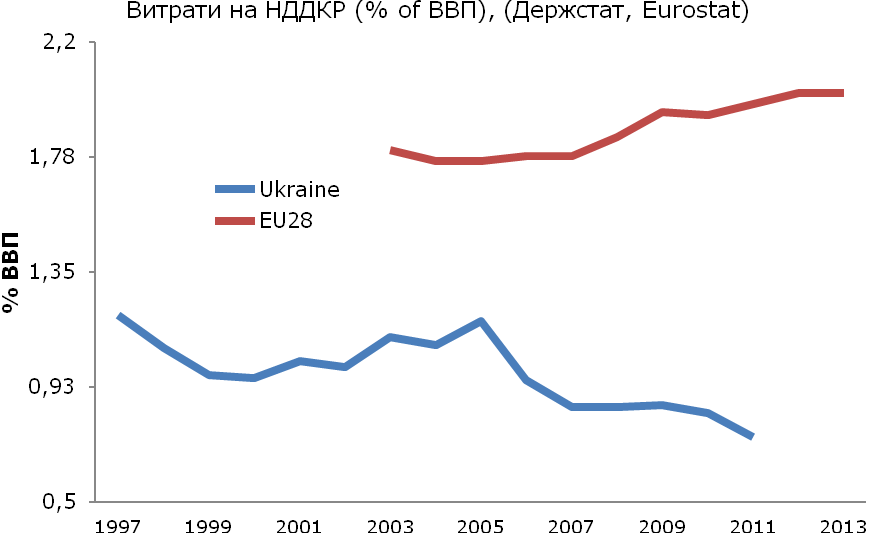 Витрати на НДДКР (% of ВВП), (Держстат, Eurostat)
2,2
1,78
1,35
0,93
0,5
% ВВП
Ukraine
EU28
1997 1999 2001 2003 2005 2007 2009 2011 2013